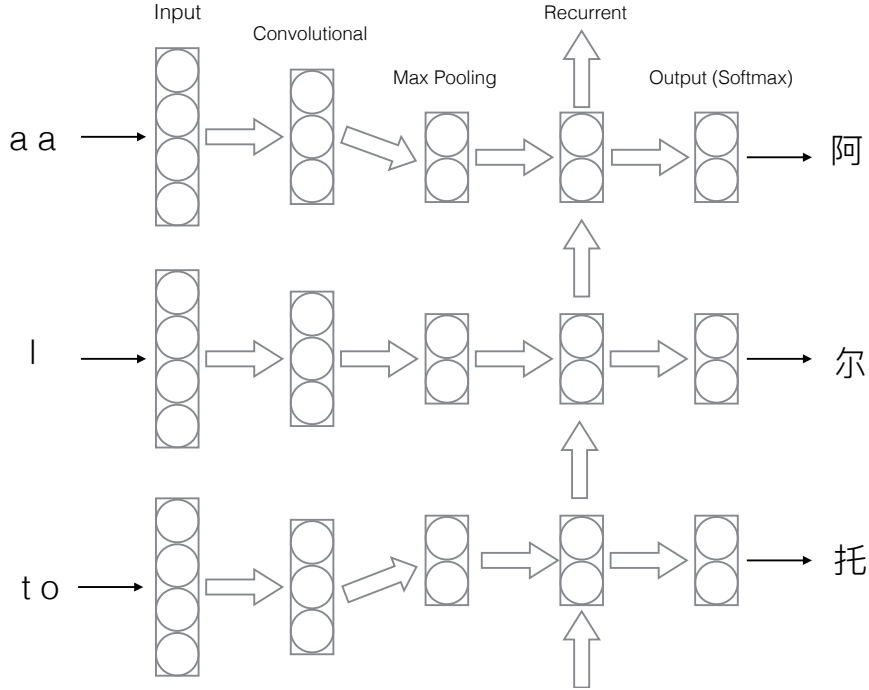 Input
Convolutional
Max Pooling
Recurrent
Output (Softmax)
a a
阿
l
尔
t o
托